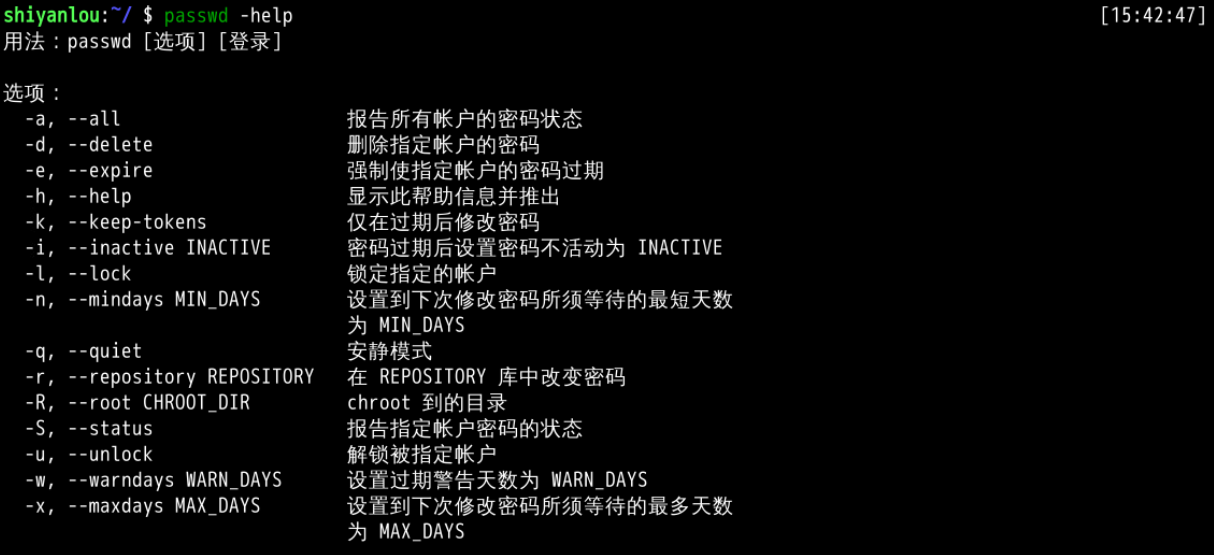 shiyanlou:~/ $ passwd -help [15:42:47]
用法：passwd [选项] [登录]
选项：
-a, --all 报告所有帐户的密码状态
-d, --delete 删除指定帐户的密码
-e, --expire 强制使指定帐户的密码过期
-h, --help 显示此帮助信息并推出
-k, --keep-tokens 仅在过期后修改密码
-i, --inactive INACTIVE 密码过期后设置密码不活动为 INACTIVE
-l, --lock 锁定指定的帐户
-n, --mindays MIN_DAYS 设置到下次修改密码所须等待的最短天数
为 MIN_DAYS
-q, --quiet 安静模式
-r, --repository REPOSITORY 在 REPOSITORY 库中改变密码
-R, --root CHROOT_DIR chroot 到的目录
-S, --status 报告指定帐户密码的状态
-u, --unlock 解锁被指定帐户
-w, --warndays WARN_DAYS 设置过期警告天数为 WARN_DAYS
-x, --maxdays MAX_DAYS 设置到下次修改密码所须等待的最多天数
为 MAX_DAYS